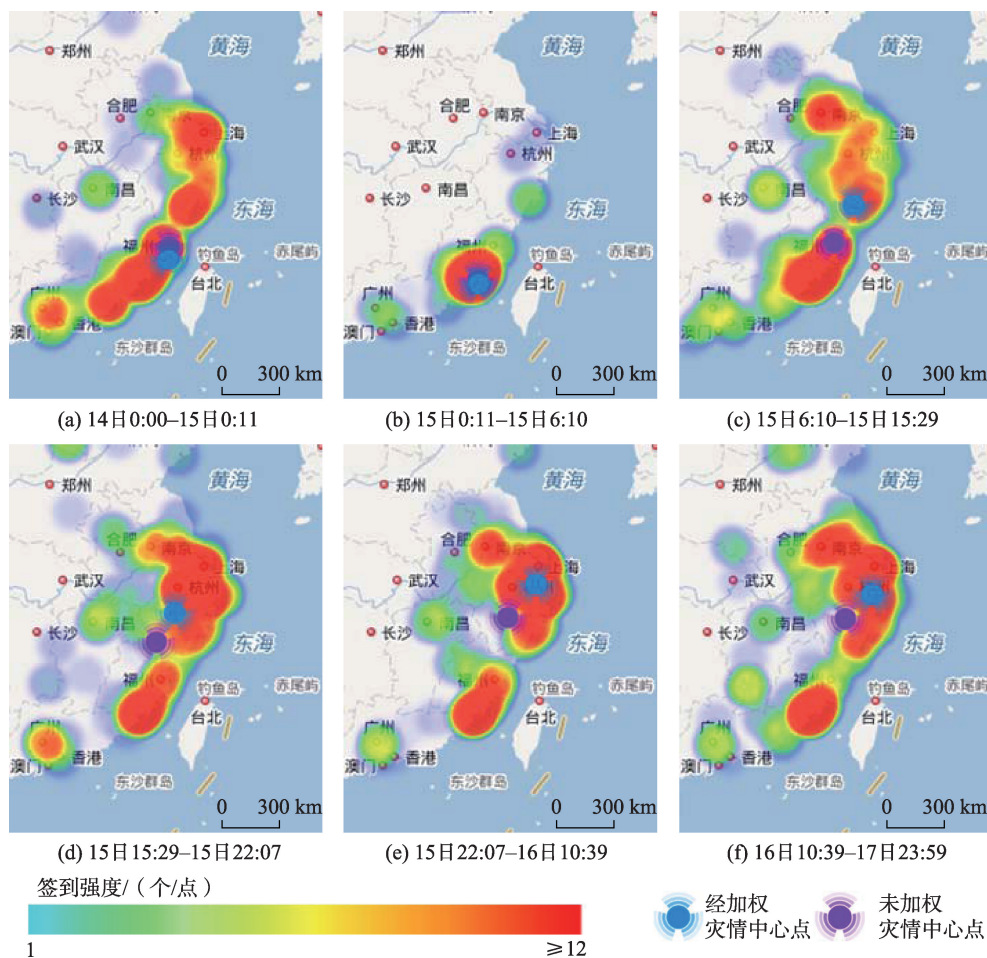 黄海
郑州
合肥
上海
武汉
杭州
南昌
长沙
东海
福州
钓鱼岛
赤尾屿
台北
广州
澳门
香港
东沙群岛
0 300 km
(a) 14日0:00–15日0:11
黄海
郑州
合肥
南京
上海
武汉
杭州
南昌
长沙
东海
福州
钓鱼岛
赤尾屿
台北
广州
澳门
香港
东沙群岛
0 300 km
(b) 15日0:11–15日6:10
黄海
郑州
合肥
南京
上海
武汉
杭州
南昌
长沙
东海
福州
钓鱼岛
赤尾屿
台北
广州
澳门
香港
东沙群岛
0 300 km
(c) 15日6:10–15日15:29
黄海
郑州
合肥
南京
上海
武汉
杭州
南昌
长沙
东海
福州
钓鱼岛
赤尾屿
台北
广州
澳门
香港
东沙群岛
0 300 km
(d) 15日15:29–15日22:07
黄海
郑州
合肥
南京
上海
武汉
南昌
长沙
东海
福州
钓鱼岛
赤尾屿
台北
广州
澳门
香港
东沙群岛
0 300 km
(e) 15日22:07–16日10:39
黄海
郑州
合肥
南京
上海
武汉
南昌
长沙
东海
福州
钓鱼岛
赤尾屿
台北
广州
澳门
香港
东沙群岛
0 300 km
(f) 16日10:39–17日23:59
签到强度/（个/点）
1 ≥12
经加权
灾情中心点
未加权
灾情中心点